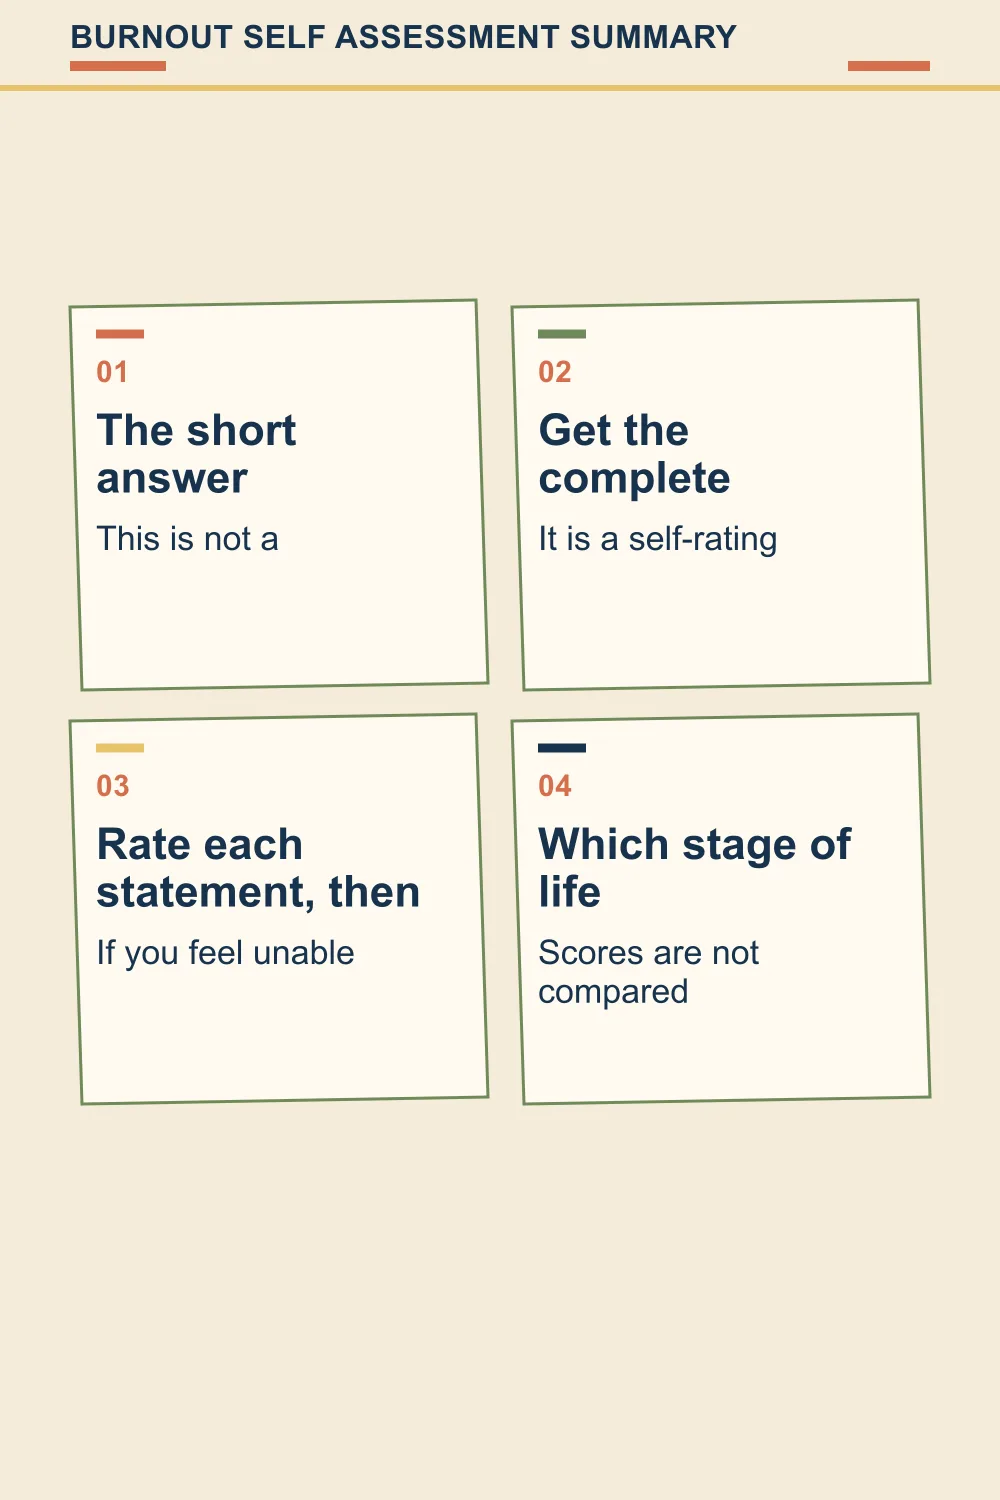 BURNOUT SELF ASSESSMENT SUMMARY
01
The short
answer
This is not a
02
Get the
complete
It is a self-rating
03
Rate each
statement, then
If you feel unable
04
Which stage of
life
Scores are not
compared